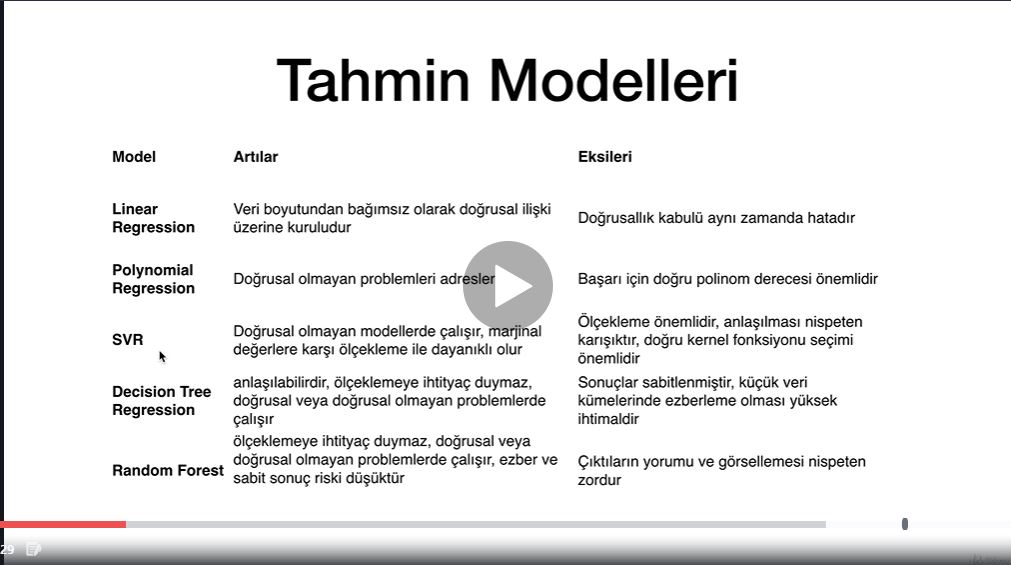 Tahmin Modelleri
Model Artılar Eksileri
Linear Regression
Veri boyutundan bağımsız olarak doğrusal ilişki
üzerine kuruludur
Doğrusallık kabulü aynı zamanda hatadır
Polynomial
Regression
Doğrusal olmayan problemleri adresler
Başarı için doğru polinom derecesi önemlidir
SVR
Doğrusal olmayan modellerde çalışır, marjinal
değerlere karşı ölçekleme ile dayanıklı olur
Ölçekleme önemlidir, anlaşılması nispeten
karışıktır, doğru kernel fonksiyonu seçimi
önemlidir
Decision Tree
Regression
anlaşılabilirdir, ölçeklemeye ihtityaç duymaz,
doğrusal veya doğrusal olmayan problemlerde
çalışır
Sonuçlar sabitlenmiştir, küçük veri
kümelerinde ezberleme olması yüksek
ihtimaldir
Random Forest
ölçeklemeye ihtityaç duymaz, doğrusal veya
doğrusal olmayan problemlerde çalışır, ezber ve
sabit sonuç riski düşüktür
Çıktıların yorumu ve görsellemesi nispeten
zordur
29